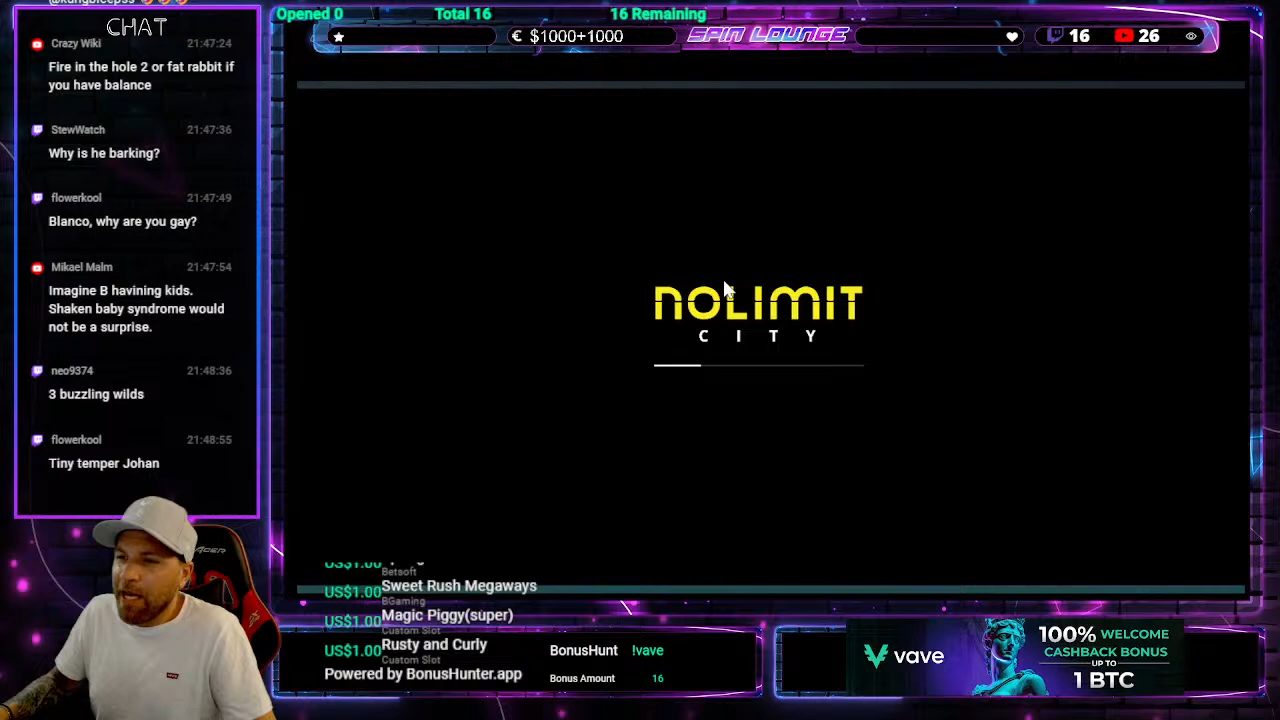 @kungbicepss
CHAT
Crazy Wiki 21:47:24
Fire in the hole 2 or fat rabbit if
you have balance
StewWatch 21:47:36
Why is he barking?
flowerkool 21:47:49
Blanco, why are you gay?
Mikael Malm 21:47:54
Imagine B havining kids.
Shaken baby syndrome would
not be a surprise.
neo9374 21:48:36
3 buzzling wilds
flowerkool 21:48:55
Tiny temper Johan
Opened 0 Total 16 16 Remaining
€ $1000+1000
SPIN LOUNGE
16 26
NOLIMIT
CITY
US$1.00
Betsoft
US$1.00 Sweet Rush Megaways
BGaming
US$1.00 Magic Piggy(super)
Custom Slot
US$1.00 Rusty and Curly
Custom Slot
Powered by BonusHunter.app
BonusHunt !vave
Bonus Amount 16
vave
100% WELCOME
CASHBACK BONUS
UP TO
1 BTC